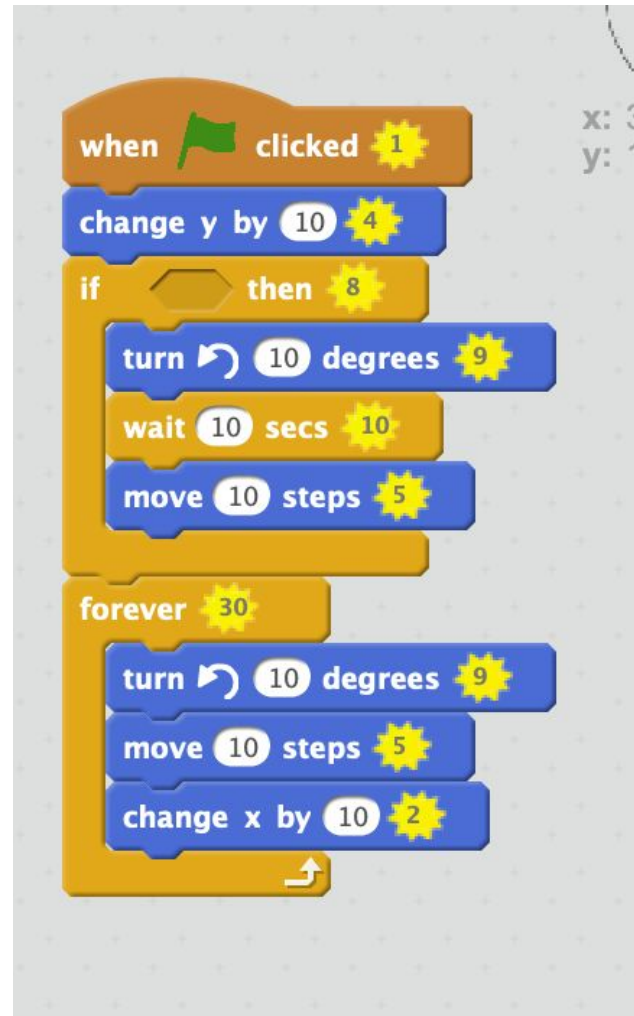 when clicked 1
change y by 10 4
if then 8
turn 10 degrees 9
wait 10 secs 10
move 10 steps 5
forever 30
turn 10 degrees 9
move 10 steps 5
change x by 10 2
x:
y: